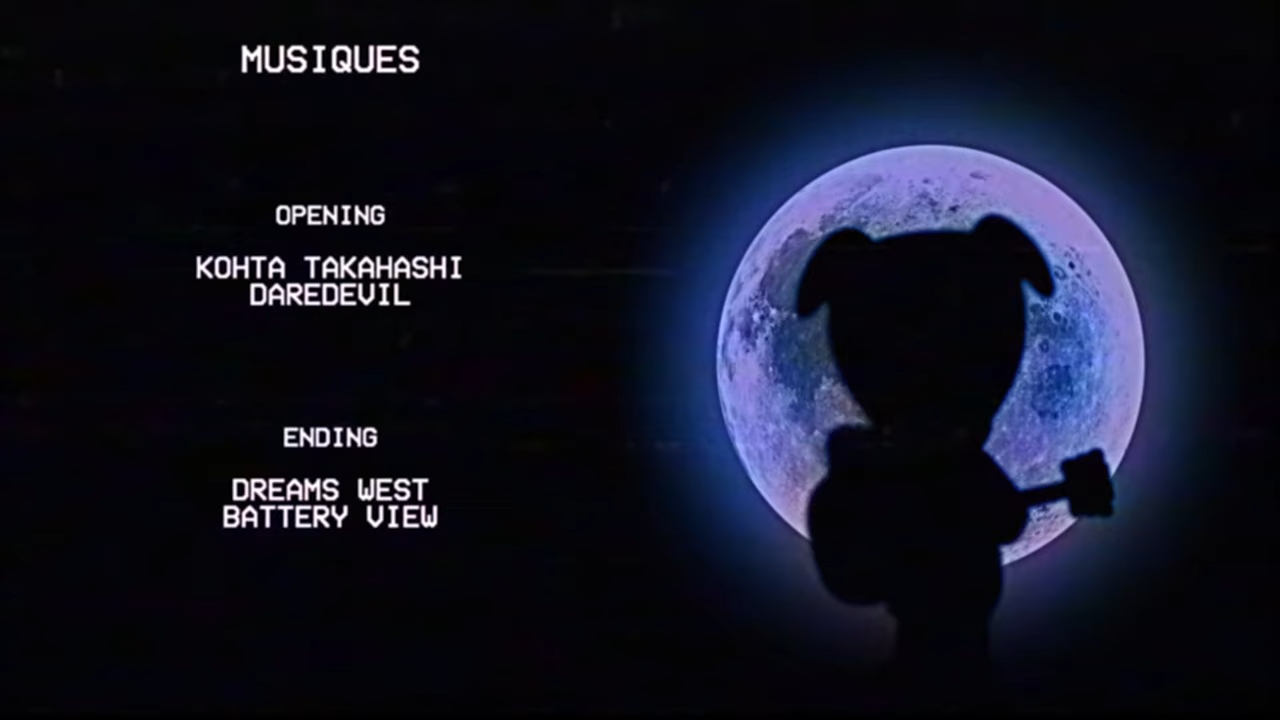 MUSIQUES
OPENING
KOHTA TAKAHASHI
DAREDEVIL
ENDING
DREAMS WEST
BATTERY VIEW